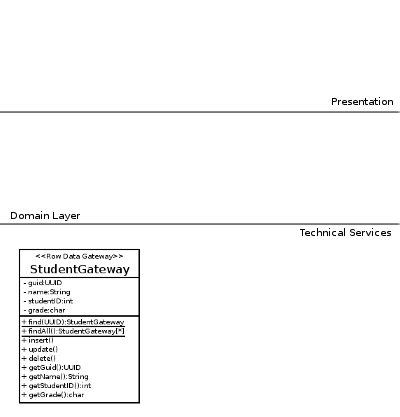 Presentation
Domain Layer
Technical Services
<<Row Data Gateway>>
StudentGateway
- guid:UUID
- name:String
- studentID:int
- grade:char
+ find(UUID):StudentGateway
+ findAll():StudentGateway[*]
+ insert()
+ update()
+ delete()
+ getGuid():UUID
+ getName():String
+ getStudentID():int
+ getGrade():char